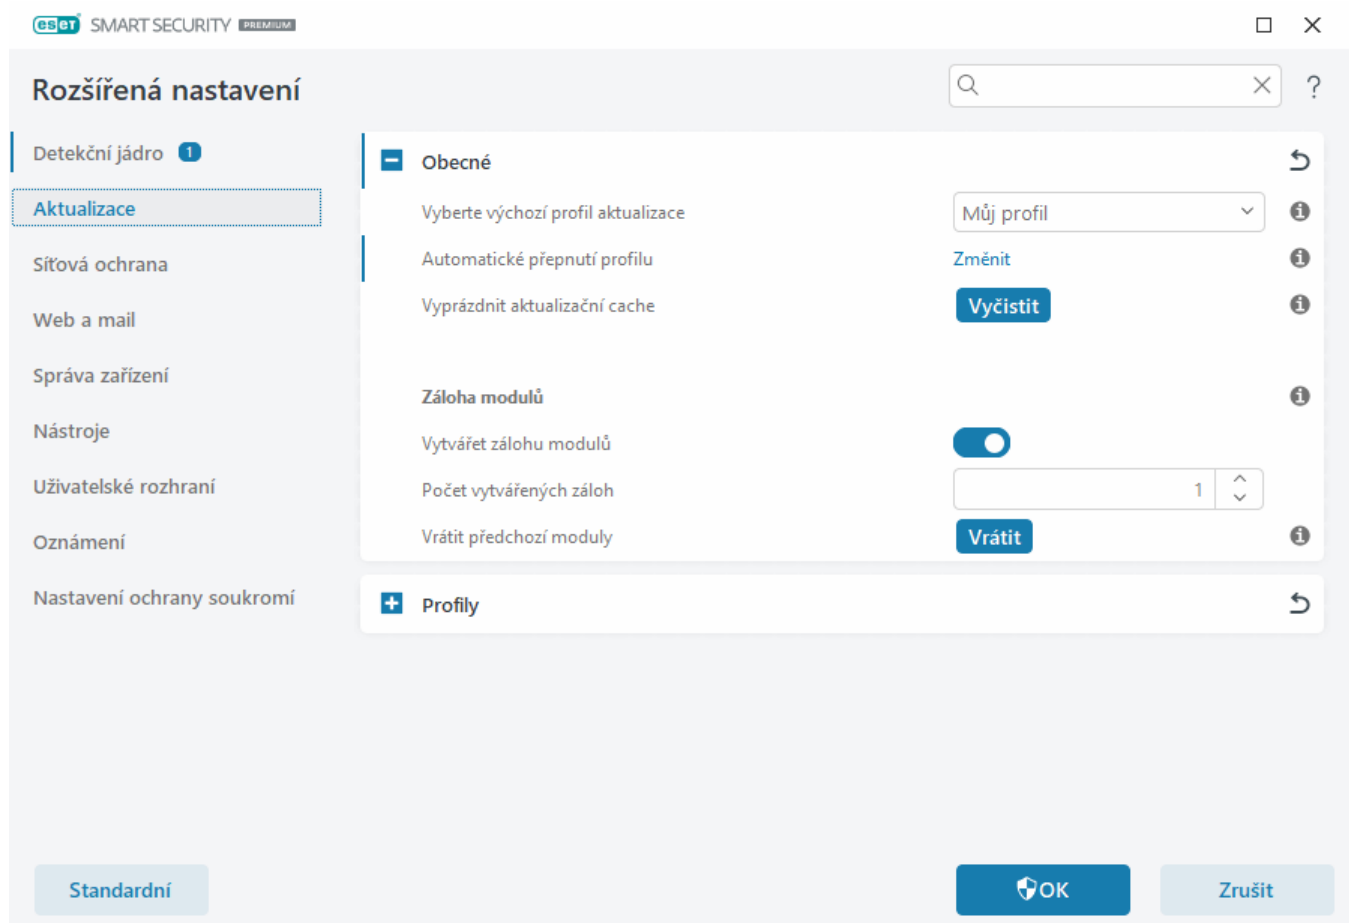 eset SMART SECURITY PREMIUM
Rozšířená nastavení
?
Detekční jádro 1
Aktualizace
Síťová ochrana
Web a mail
Správa zařízení
Nástroje
Uživatelské rozhraní
Oznámení
Nastavení ochrany soukromí
Obecné
Vyberte výchozí profil aktualizace
Můj profil
Automatické přepnutí profilu
Změnit
Vyprázdnit aktualizační cache
Vyčistit
Záloha modulů
Vytvářet zálohu modulů
Počet vytvářených záloh
1
Vrátit předchozí moduly
Vrátit
Profily
Standardní
OK
Zrušit